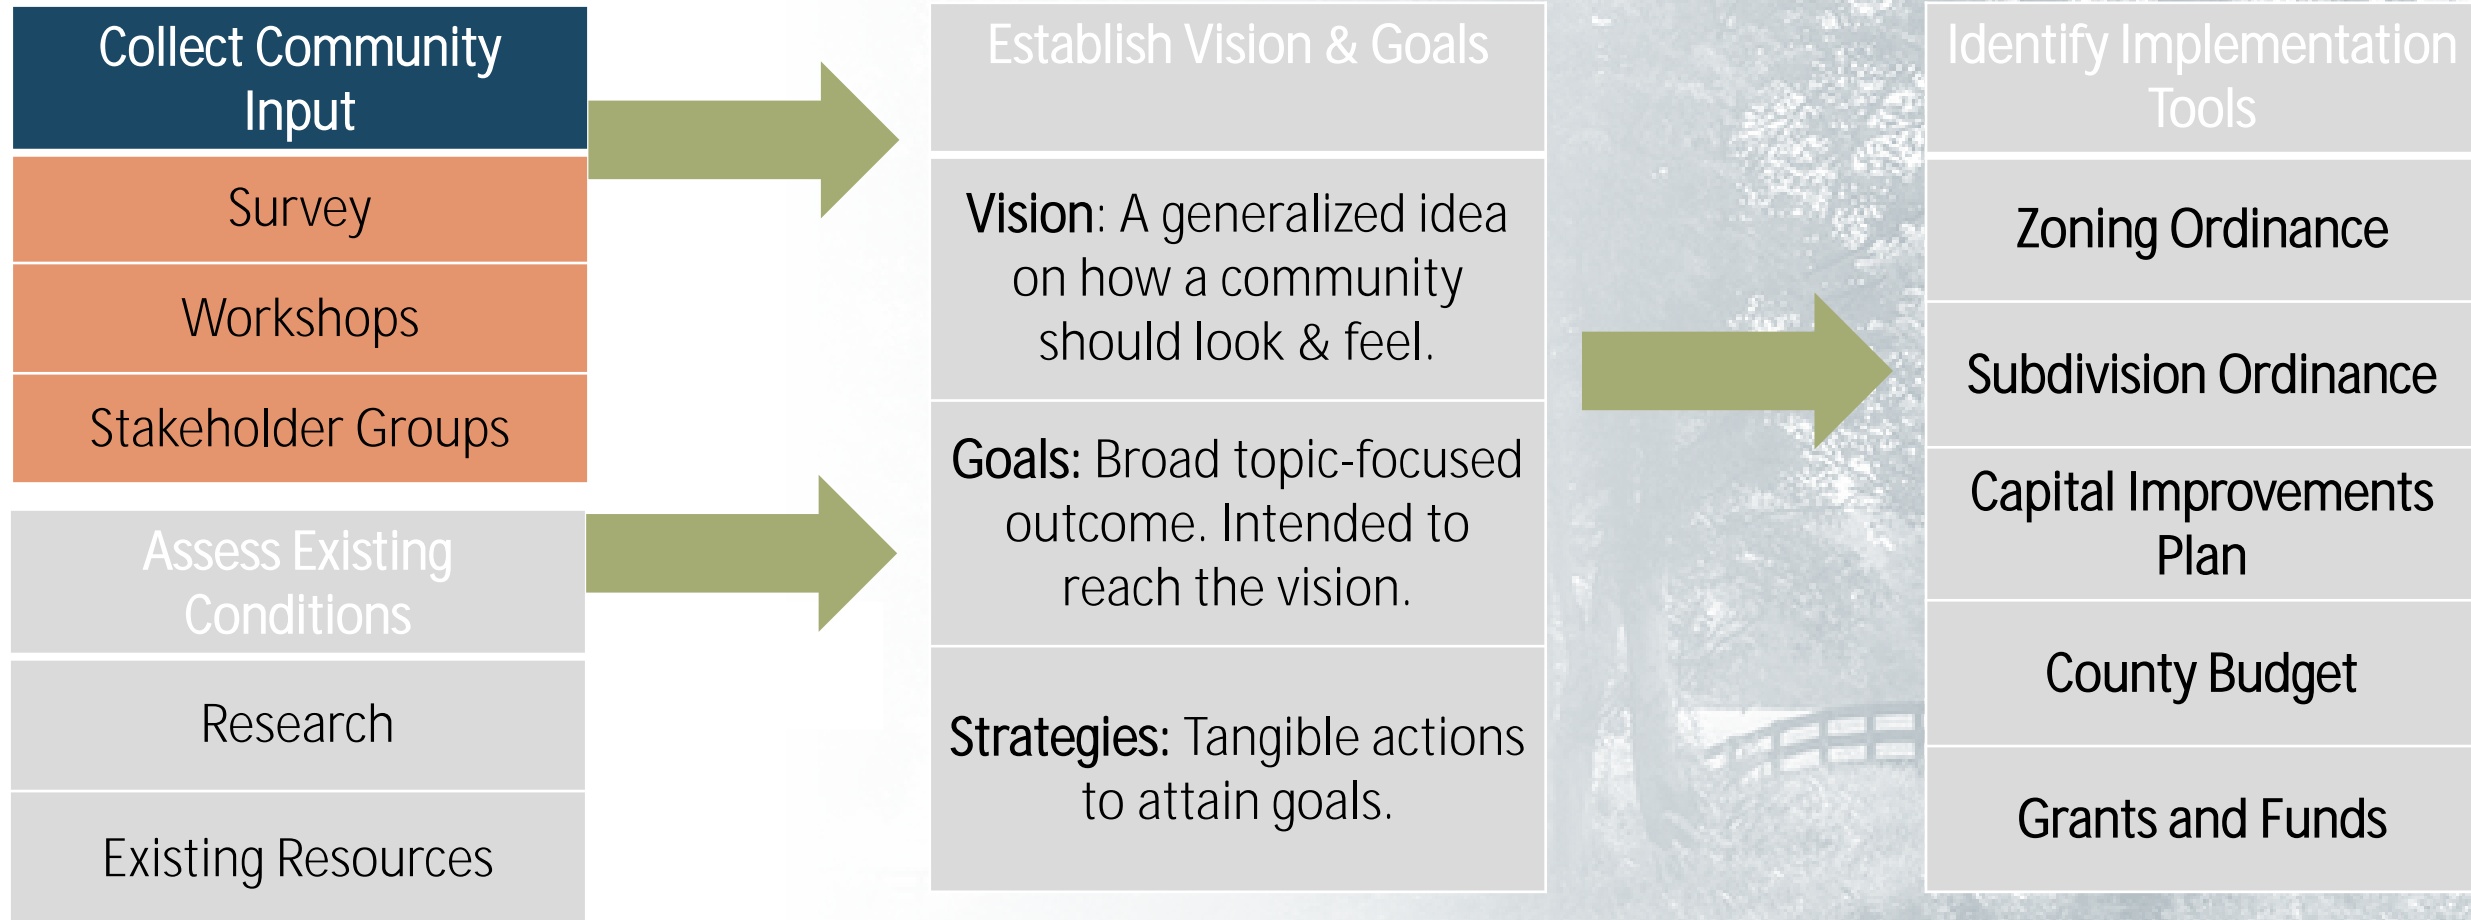 Collect Community
Input
Survey
Workshops
Stakeholder Groups
Assess Existing
Conditions
Research
Existing Resources
Establish Vision & Goals
Vision: A generalized idea
on how a community
should look & feel.
Goals: Broad topic-focused
outcome. Intended to
reach the vision.
Strategies: Tangible actions
to attain goals.
Identify Implementation
Tools
Zoning Ordinance
Subdivision Ordinance
Capital Improvements
Plan
County Budget
Grants and Funds